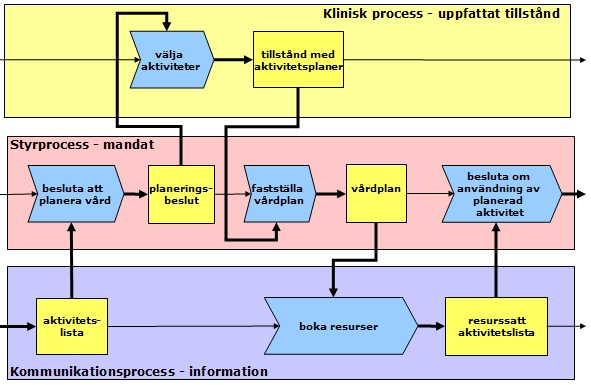 Klinisk process - uppfattat tillstånd
välja
aktiviteter
tillstånd med
aktivitetsplaner
Styrprocess - mandat
besluta att
planera vård
planerings-
beslut
fastställa
vårdplan
vårdplan
besluta om
användning av
planerad
aktivitet
aktivitets-
lista
boka resurser
resurssatt
aktivitetslista
Kommunikationsprocess - information